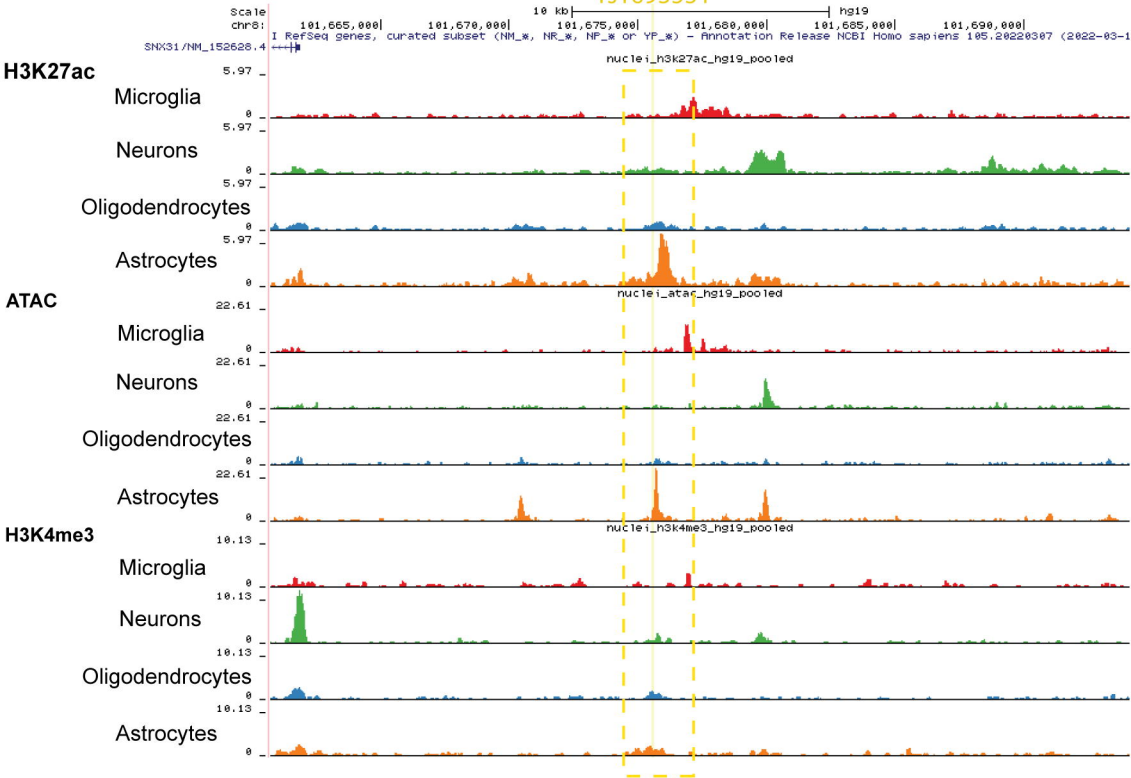 Scale 10 kb hg19
chr8: 101,665,000 101,670,000 101,675,000 101,680,000 101,685,000 101,690,000
I RefSeq genes, curated subset (NM_*, NR_*, NP_* or YP_*) - Annotation Release NCBI Homo sapiens 105.20220307 (2022-03-1
SNX31/NM_152628.4
nuclei_h3k27ac_hg19_pooled
H3K27ac
5.97
Microglia
0
5.97
Neurons
0
5.97
Oligodendrocytes
0
5.97
Astrocytes
0
nuclei_atac_hg19_pooled
ATAC
22.61
Microglia
0
22.61
Neurons
0
22.61
Oligodendrocytes
0
22.61
Astrocytes
0
nuclei_h3k4me3_hg19_pooled
H3K4me3
10.13
Microglia
0
10.13
Neurons
0
10.13
Oligodendrocytes
0
10.13
Astrocytes
0